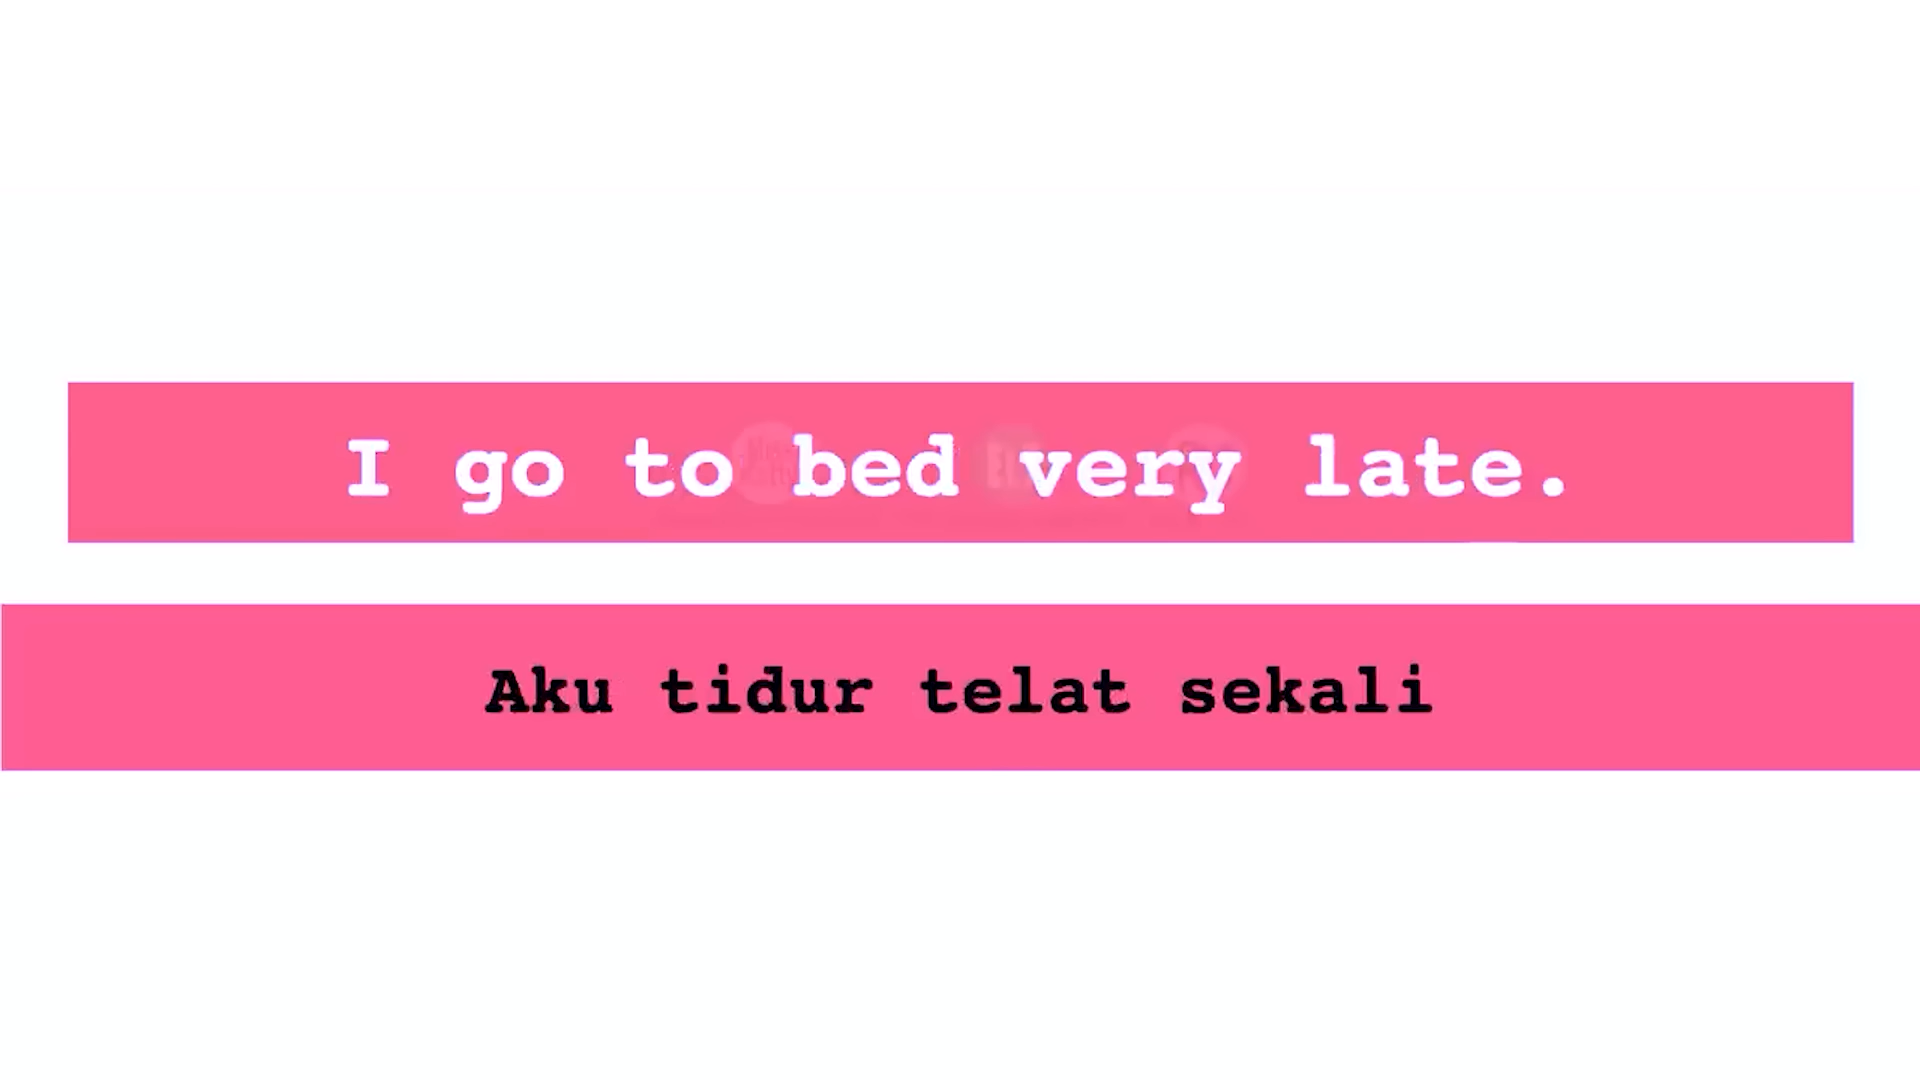 I go to bed very late.
Aku tidur telat sekali